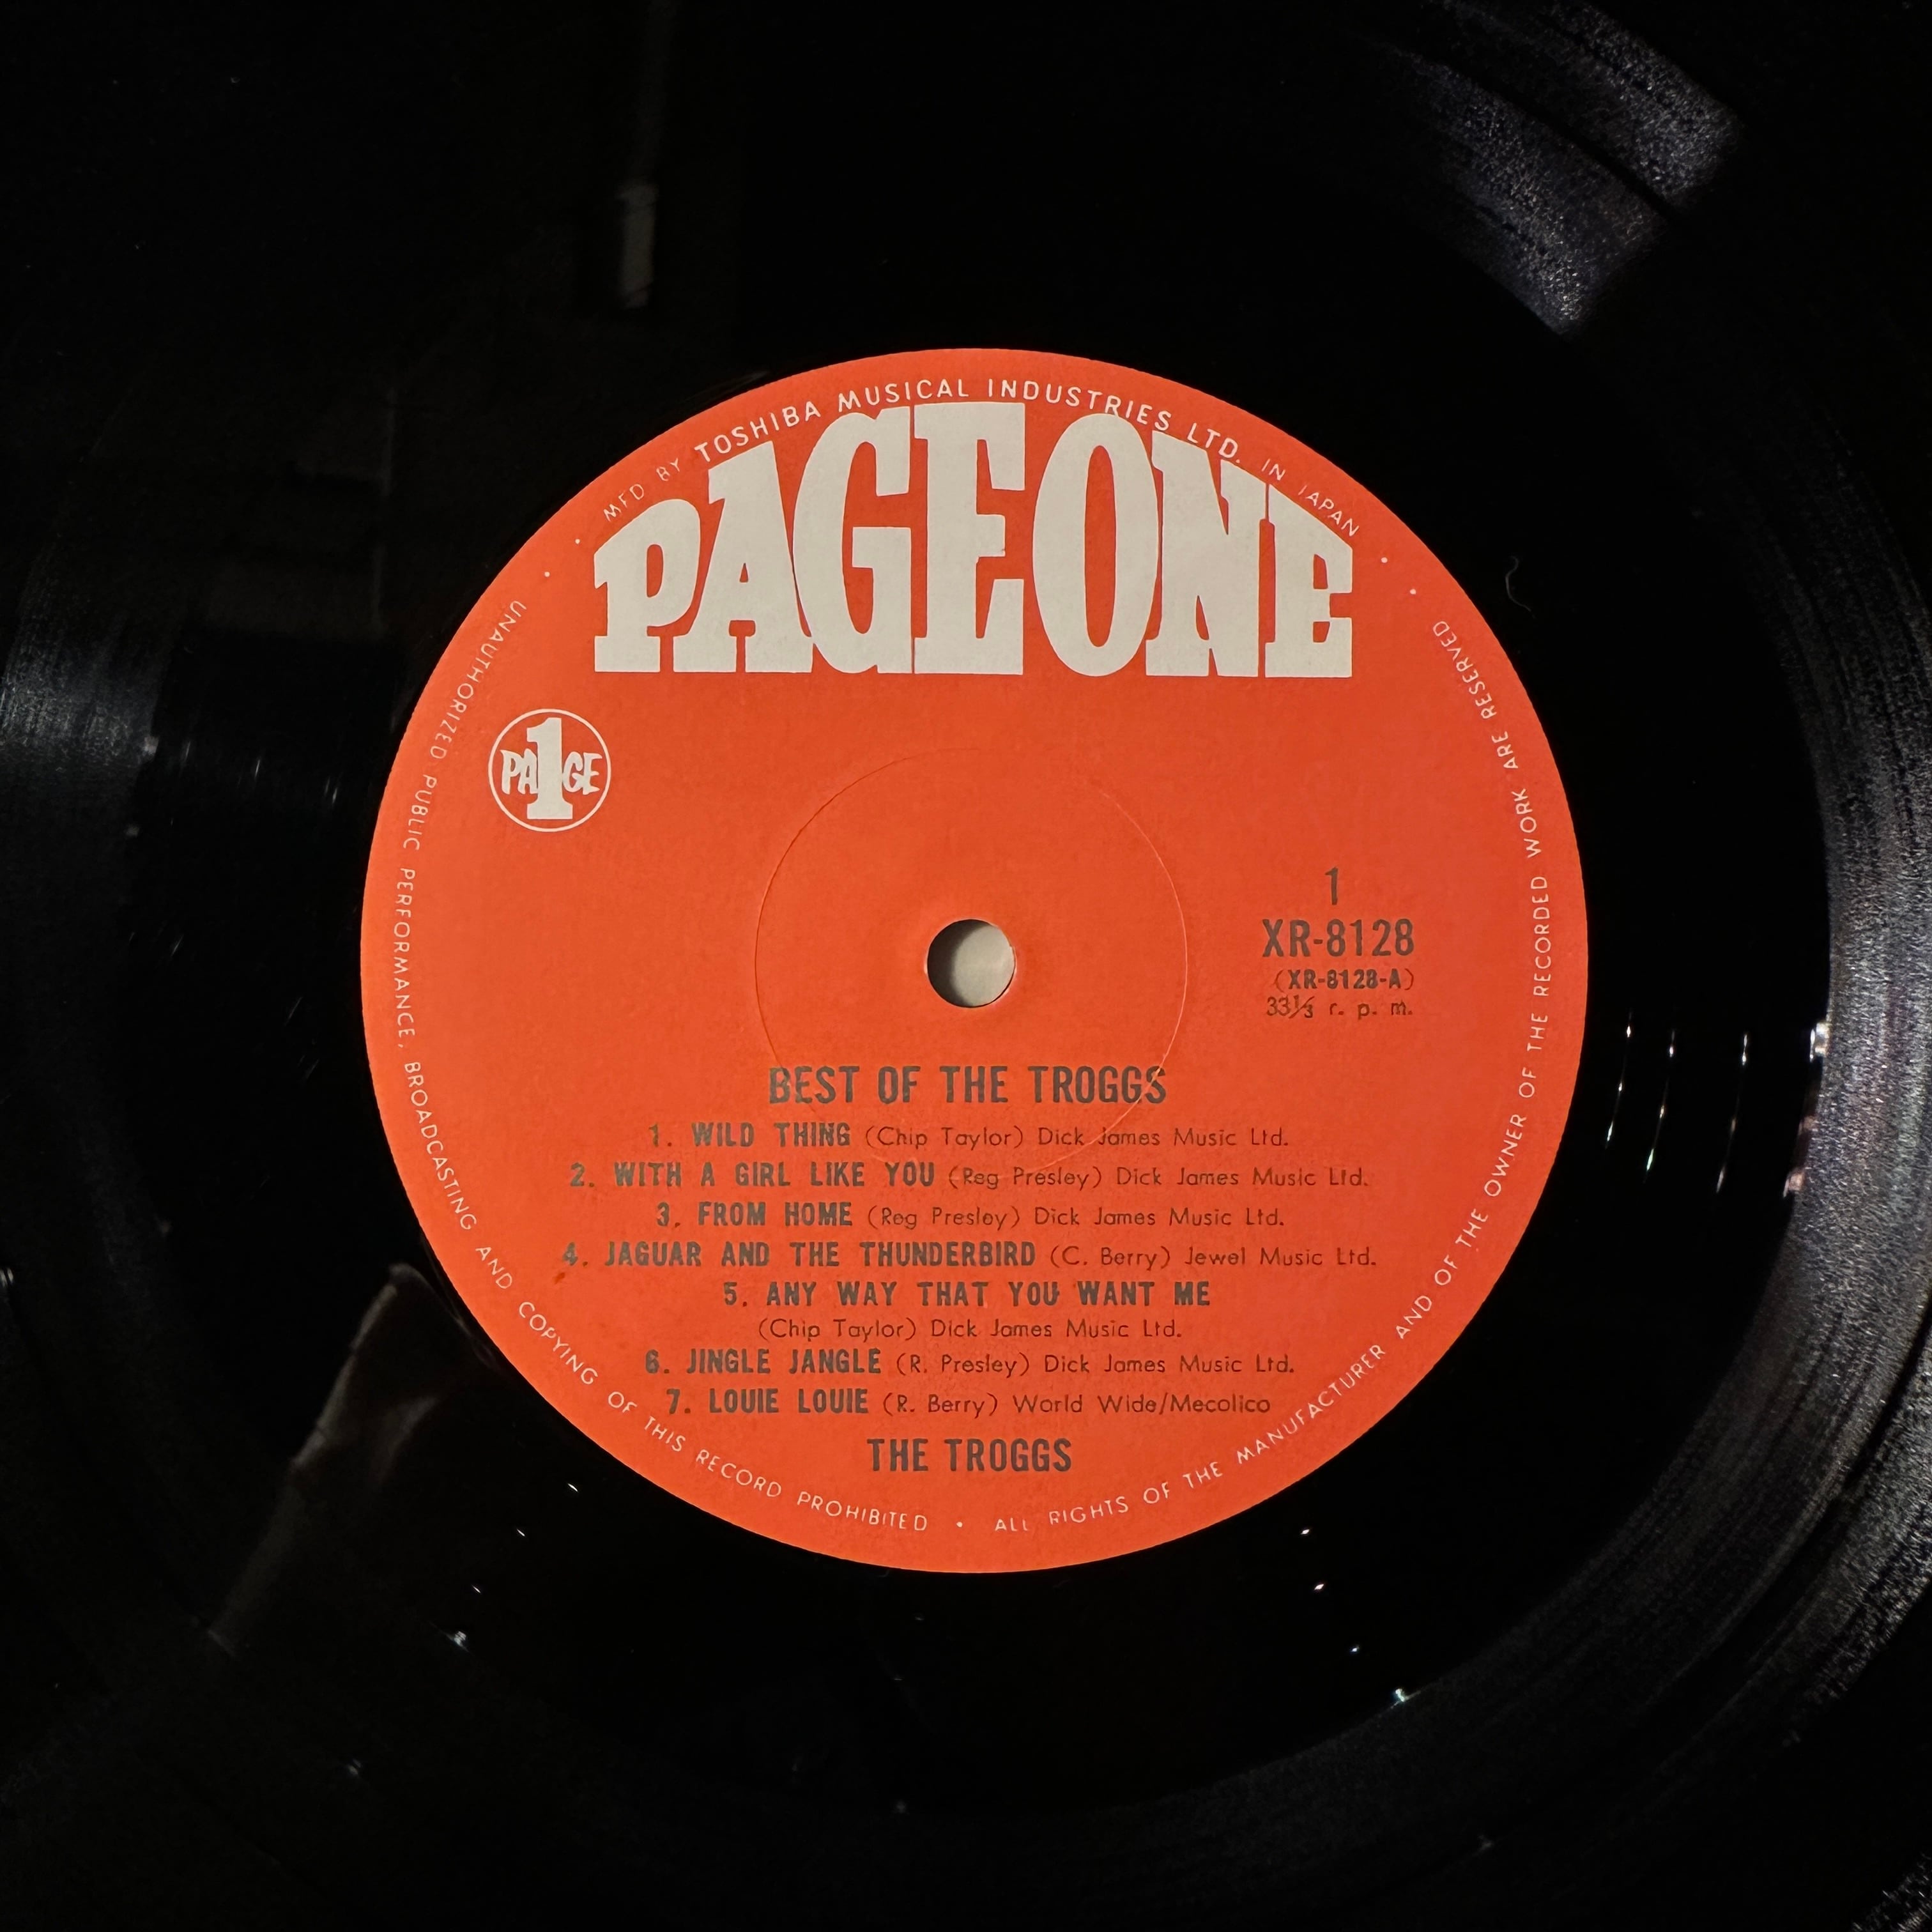 MFD BY TOSHIBA MUSICAL INDUSTRIES LTD. IN JAPAN
PAGE ONE
PA1GE
1
XR-8128
(XR-8128-A)
33⅓ r. p. m.
BEST OF THE TROGGS
1. WILD THING (Chip Taylor) Dick James Music Ltd.
2. WITH A GIRL LIKE YOU (Reg Presley) Dick James Music Ltd.
3. FROM HOME (Reg Presley) Dick James Music Ltd.
4. JAGUAR AND THE THUNDERBIRD (C. Berry) Jewel Music Ltd.
5. ANY WAY THAT YOU WANT ME
(Chip Taylor) Dick James Music Ltd.
6. JINGLE JANGLE (R. Presley) Dick James Music Ltd.
7. LOUIE LOUIE (R. Berry) World Wide/Mecolico
THE TROGGS
UNAUTHORIZED PUBLIC PERFORMANCE, BROADCASTING AND COPYING OF THIS RECORD PROHIBITED • ALL RIGHTS OF THE MANUFACTURER AND OF THE OWNER OF THE RECORDED WORK ARE RESERVED